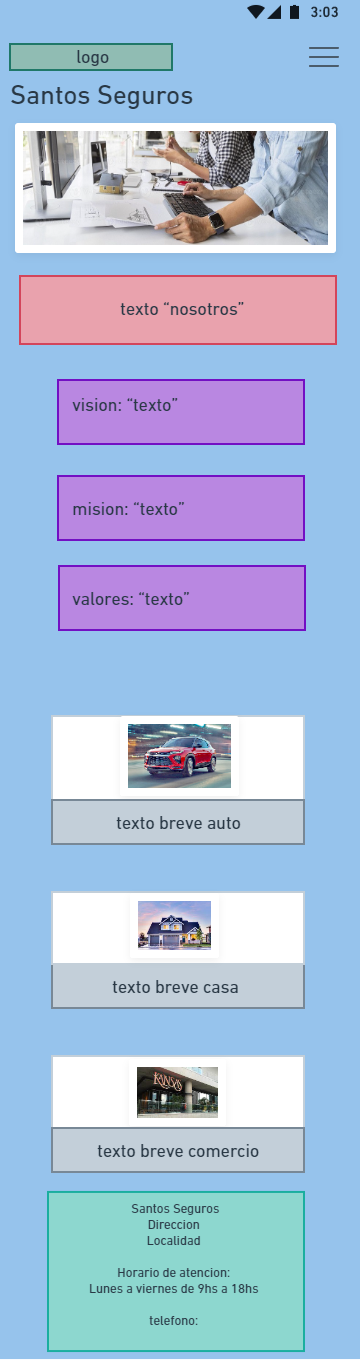 3:03
logo
Santos Seguros
texto “nosotros”
vision: “texto”
mision: “texto”
valores: “texto”
texto breve auto
texto breve casa
KANSAS
texto breve comercio
Santos Seguros
Direccion
Localidad
Horario de atencion:
Lunes a viernes de 9hs a 18hs
telefono: